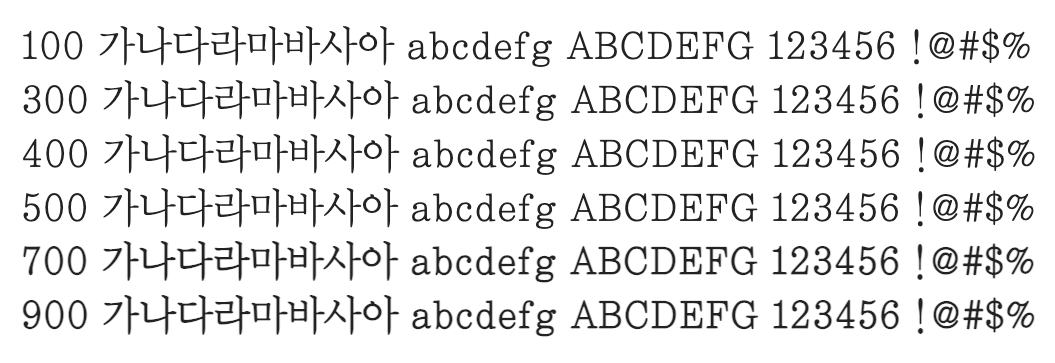 100 가나다라마바사아 abcdefg ABCDEFG 123456 !@#$%
300 가나다라마바사아 abcdefg ABCDEFG 123456 !@#$%
400 가나다라마바사아 abcdefg ABCDEFG 123456 !@#$%
500 가나다라마바사아 abcdefg ABCDEFG 123456 !@#$%
700 가나다라마바사아 abcdefg ABCDEFG 123456 !@#$%
900 가나다라마바사아 abcdefg ABCDEFG 123456 !@#$%